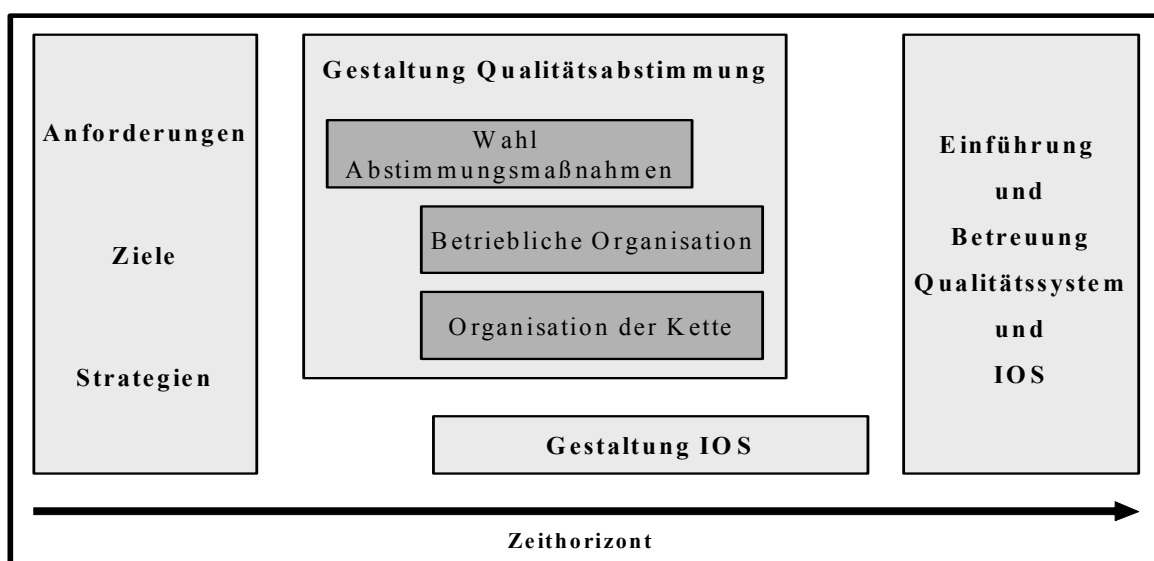 Anforderungen
Ziele
Strategien
Gestaltung Qualitätsabstimmung
Wahl
Abstimmungsmaßnahmen
Betriebliche Organisation
Organisation der Kette
Gestaltung IOS
Einführung
und
Betreuung
Qualitätssystem
und
IOS
Zeithorizont